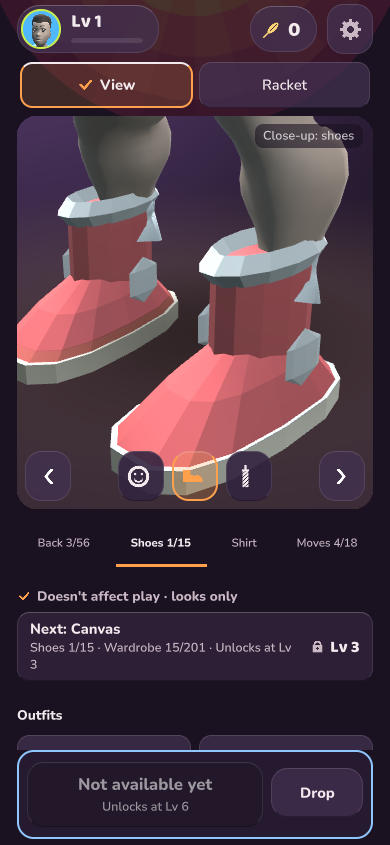 Lv 1
0
View
Racket
Close-up: shoes
Back 3/56
Shoes 1/15
Shirt
Moves 4/18
Doesn't affect play · looks only
Next: Canvas
Shoes 1/15 · Wardrobe 15/201 · Unlocks at Lv
3
Lv 3
Outfits
Not available yet
Unlocks at Lv 6
Drop